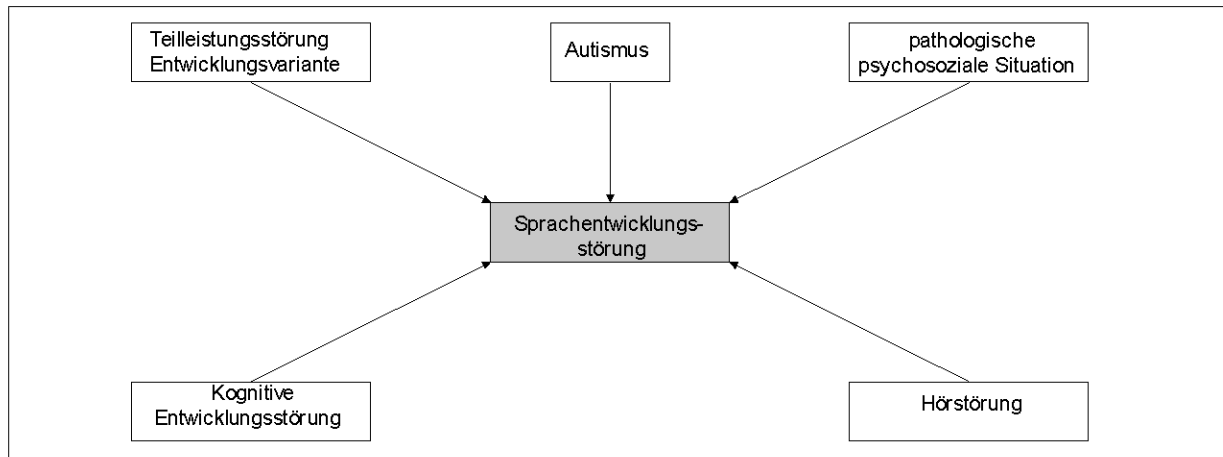 Teilleistungsstörung
Entwicklungsvariante
Autismus
pathologische
psychosoziale Situation
Sprachentwicklungs-
störung
Kognitive
Entwicklungsstörung
Hörstörung